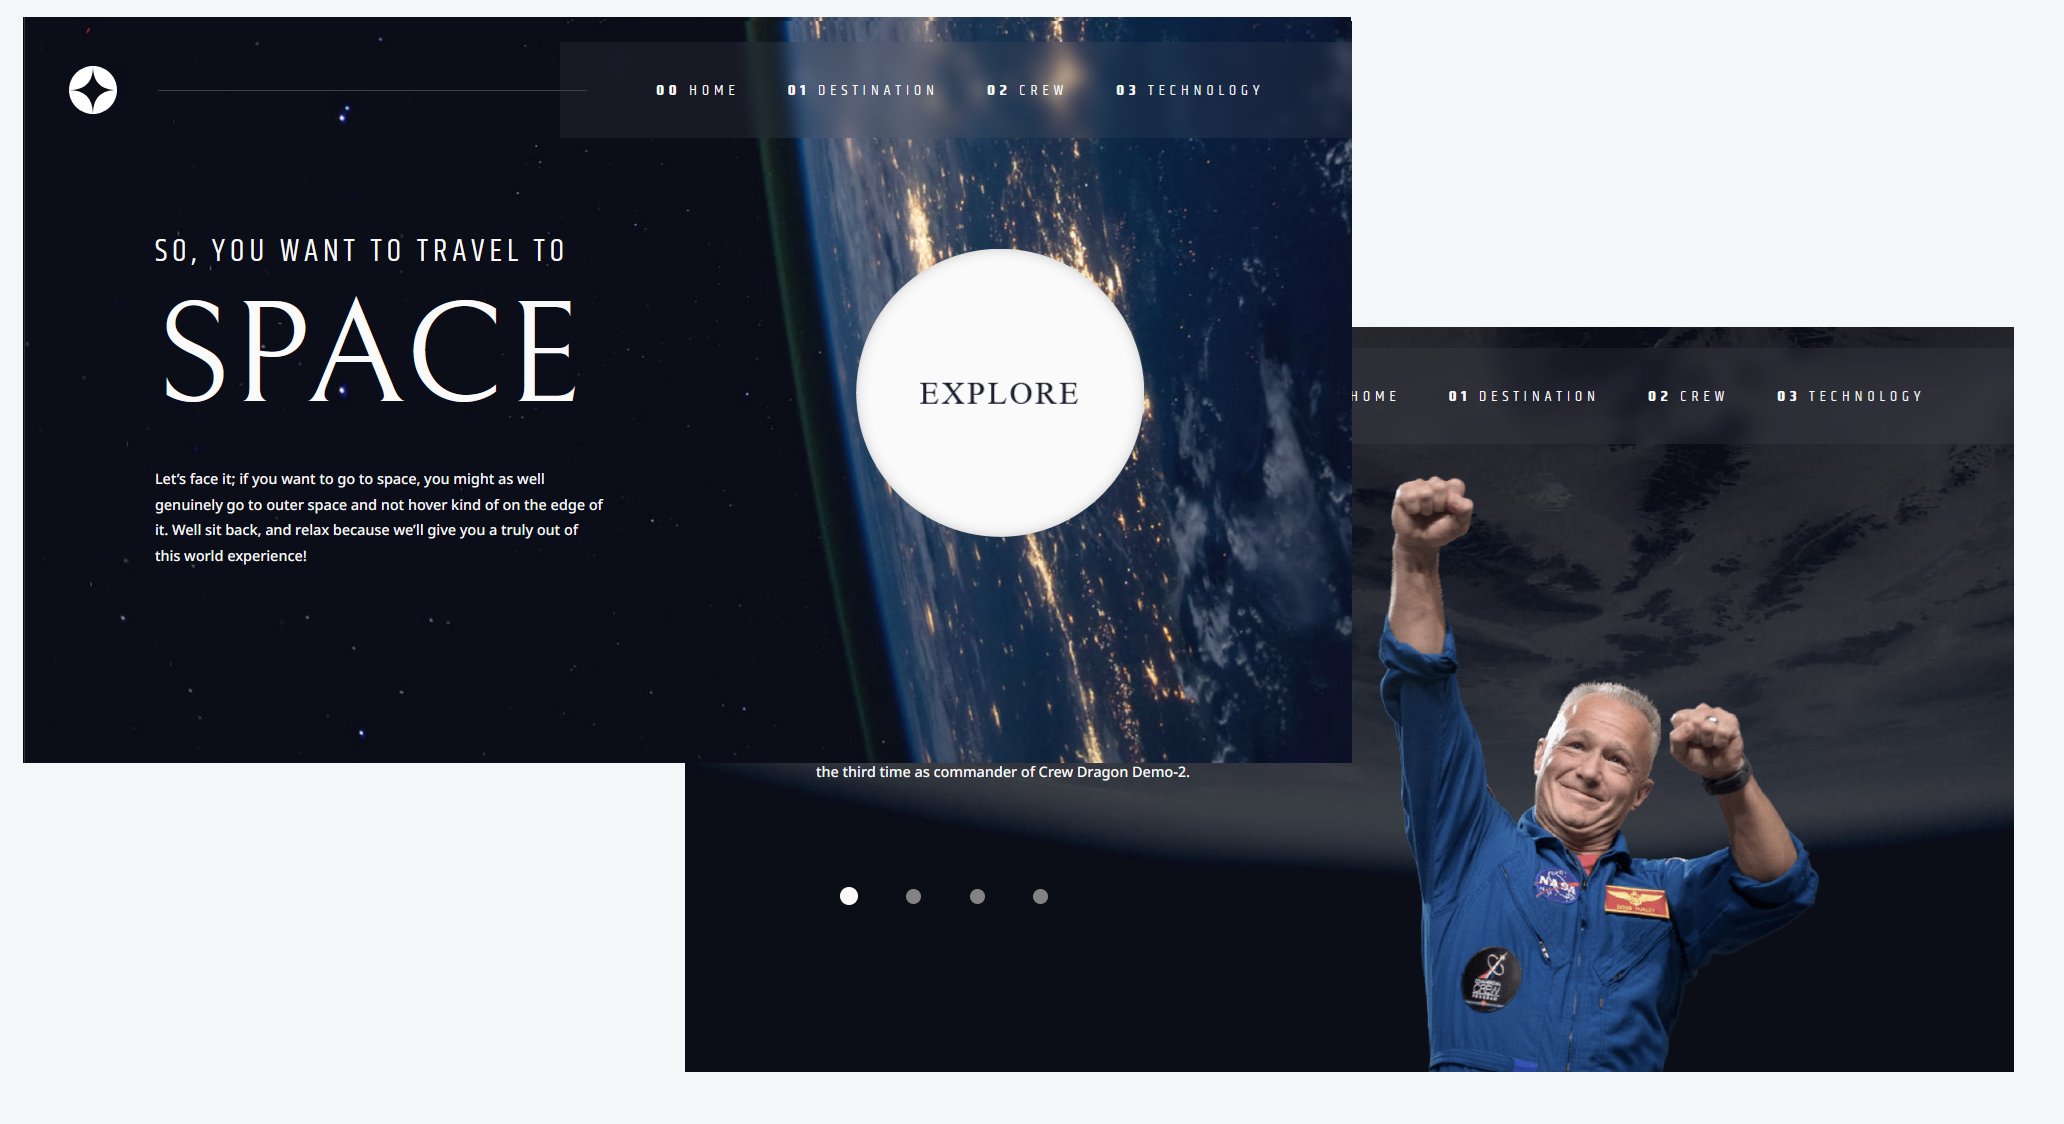 00 HOME 01 DESTINATION 02 CREW 03 TECHNOLOGY
SO, YOU WANT TO TRAVEL TO
SPACE
Let's face it; if you want to go to space, you might as well
genuinely go to outer space and not hover kind of on the edge of
it. Well sit back, and relax because we'll give you a truly out of
this world experience!
EXPLORE
HOME 01 DESTINATION 02 CREW 03 TECHNOLOGY
the third time as commander of Crew Dragon Demo-2.
NASA
CREW